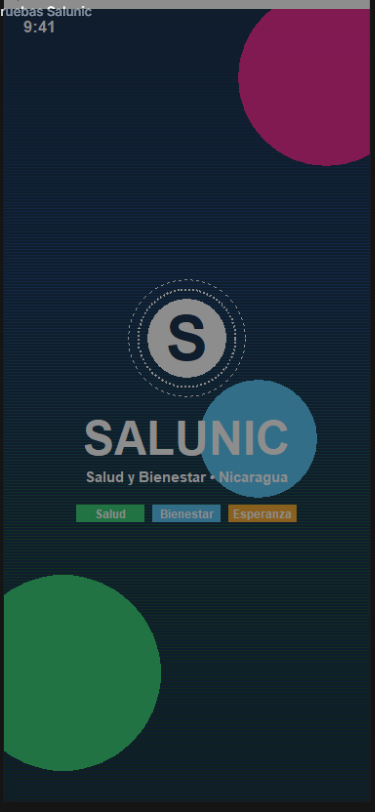 ruebas Salunic
9:41
S
SALUNIC
Salud y Bienestar • Nicaragua
Salud Bienestar Esperanza